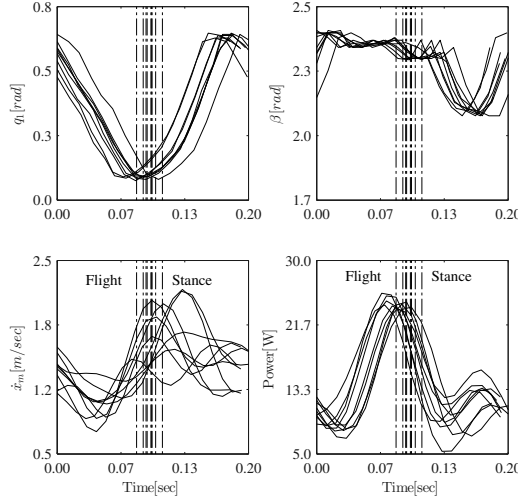 0.8
0.5
0.3
0.0
q₁[rad]
0.00 0.07 0.13 0.20
2.5
2.3
2.0
1.7
β[rad]
0.00 0.07 0.13 0.20
2.5
1.8
1.2
0.5
ẋₘ[m/sec]
Flight Stance
0.00 0.07 0.13 0.20
Time[sec]
30.0
21.7
13.3
5.0
Power[W]
Flight Stance
0.00 0.07 0.13 0.20
Time[sec]